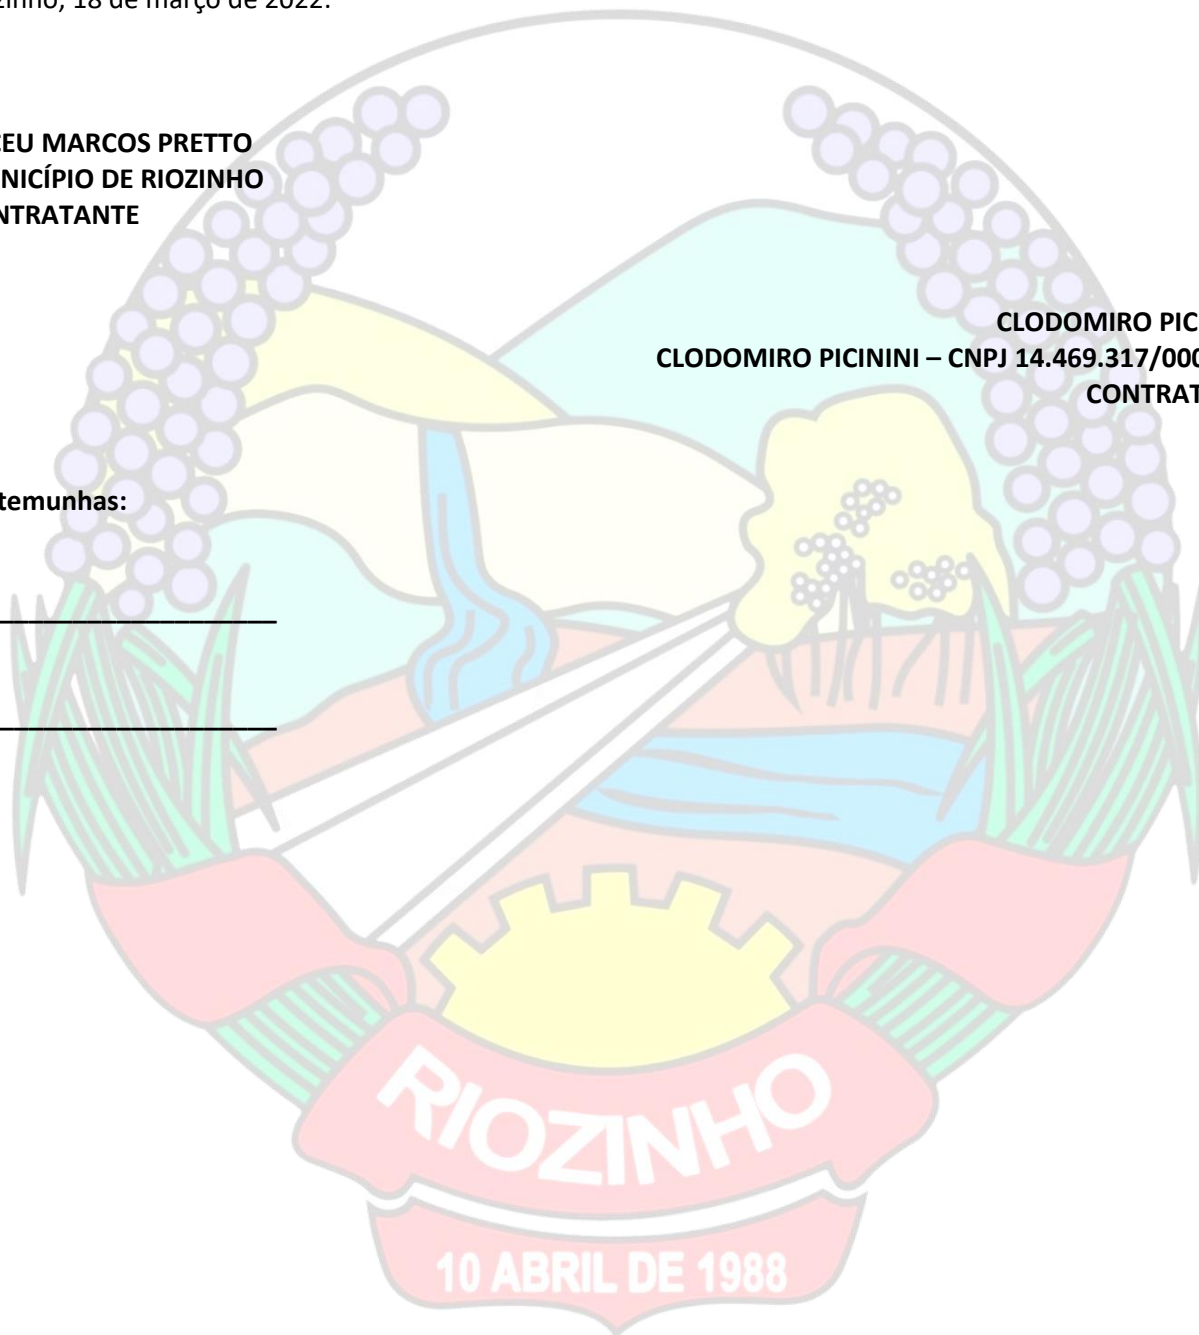 zinho, 18 de março de 2022.
CEU MARCOS PRETTO
NICÍPIO DE RIOZINHO
NTRATANTE
CLODOMIRO PICI
CLODOMIRO PICININI – CNPJ 14.469.317/000
CONTRAT
temunhas:
RIOZINHO
10 ABRIL DE 1988